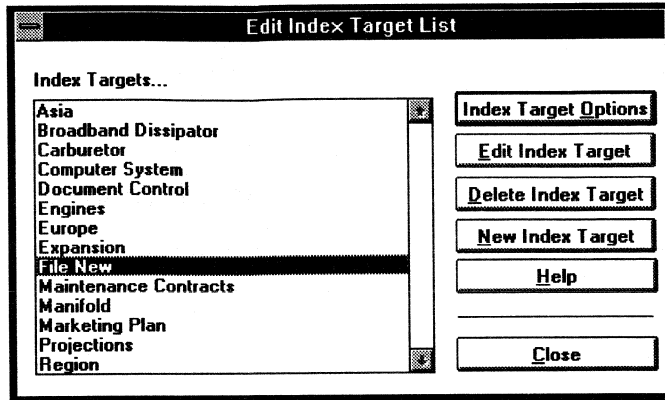 Edit Index Target List
Index Targets...
Asia
Broadband Dissipator
Carburetor
Computer System
Document Control
Engines
Europe
Expansion
File New
Maintenance Contracts
Manifold
Marketing Plan
Projections
Region
Index Target Options
Edit Index Target
Delete Index Target
New Index Target
Help
Close